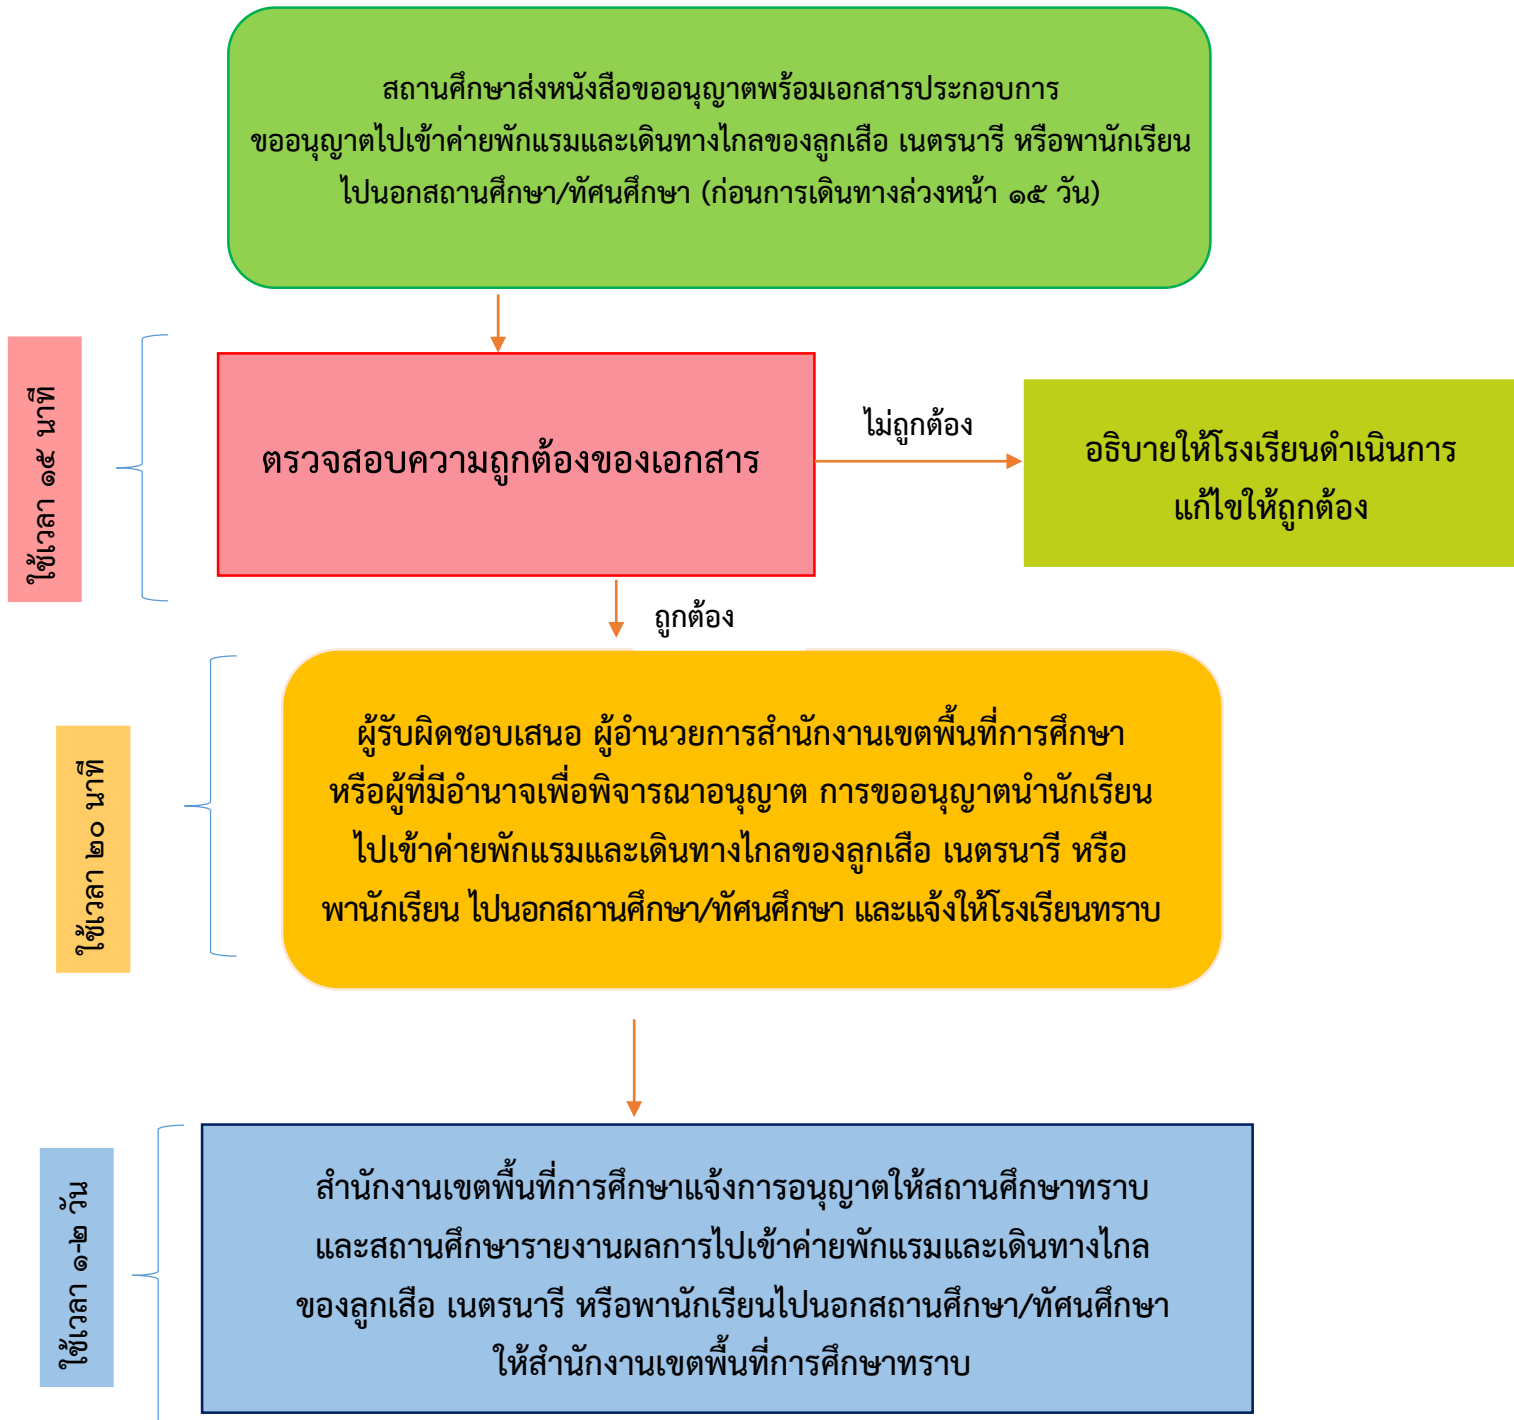 สถานศึกษาส่งหนังสือขออนุญาตพร้อมเอกสารประกอบการ
ขออนุญาตไปเข้าค่ายพักแรมและเดินทางไกลของลูกเสือ เนตรนารี หรือพานักเรียน
ไปนอกสถานศึกษา/ทัศนศึกษา (ก่อนการเดินทางล่วงหน้า ๑๕ วัน)
ใช้เวลา ๑๕ นาที
ตรวจสอบความถูกต้องของเอกสาร
ไม่ถูกต้อง
อธิบายให้โรงเรียนดำเนินการ
แก้ไขให้ถูกต้อง
ถูกต้อง
ใช้เวลา ๒๐ นาที
ผู้รับผิดชอบเสนอ ผู้อำนวยการสำนักงานเขตพื้นที่การศึกษา
หรือผู้ที่มีอำนาจเพื่อพิจารณาอนุญาต การขออนุญาตนำนักเรียน
ไปเข้าค่ายพักแรมและเดินทางไกลของลูกเสือ เนตรนารี หรือ
พานักเรียน ไปนอกสถานศึกษา/ทัศนศึกษา และแจ้งให้โรงเรียนทราบ
ใช้เวลา ๑-๒ วัน
สำนักงานเขตพื้นที่การศึกษาแจ้งการอนุญาตให้สถานศึกษาทราบ
และสถานศึกษารายงานผลการไปเข้าค่ายพักแรมและเดินทางไกล
ของลูกเสือ เนตรนารี หรือพานักเรียนไปนอกสถานศึกษา/ทัศนศึกษา
ให้สำนักงานเขตพื้นที่การศึกษาทราบ